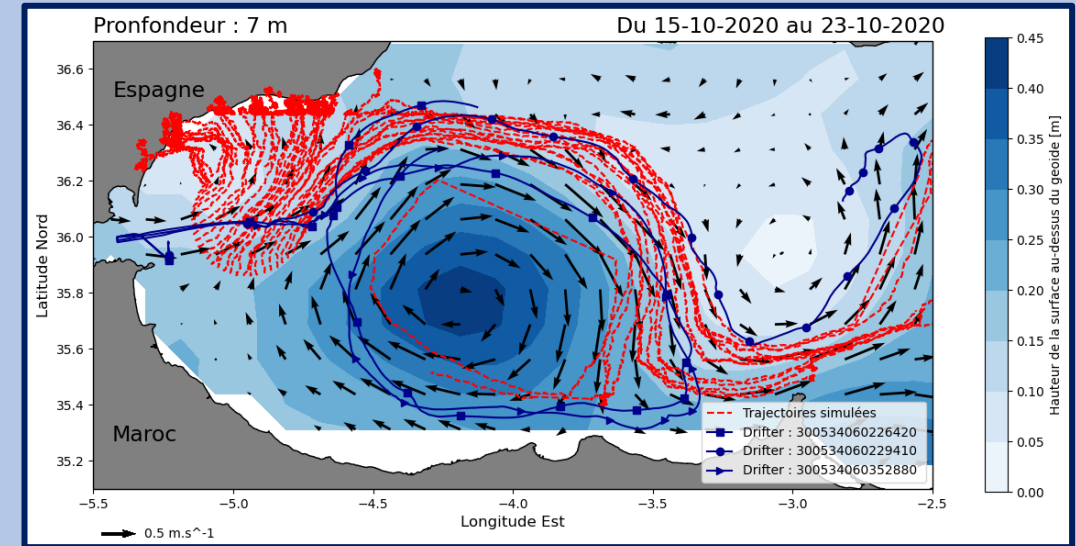 Pronfondeur : 7 m
Du 15-10-2020 au 23-10-2020
Espagne
Maroc
Latitude Nord
36.6
36.4
36.2
36.0
35.8
35.6
35.4
35.2
−5.5
−5.0
−4.5
−4.0
−3.5
−3.0
−2.5
Longitude Est
0.5 m.s^-1
Trajectoires simulées
Drifter : 300534060226420
Drifter : 300534060229410
Drifter : 300534060352880
0.45
0.40
0.35
0.30
0.25
0.20
0.15
0.10
0.05
0.00
Hauteur de la surface au-dessus du geoide [m]